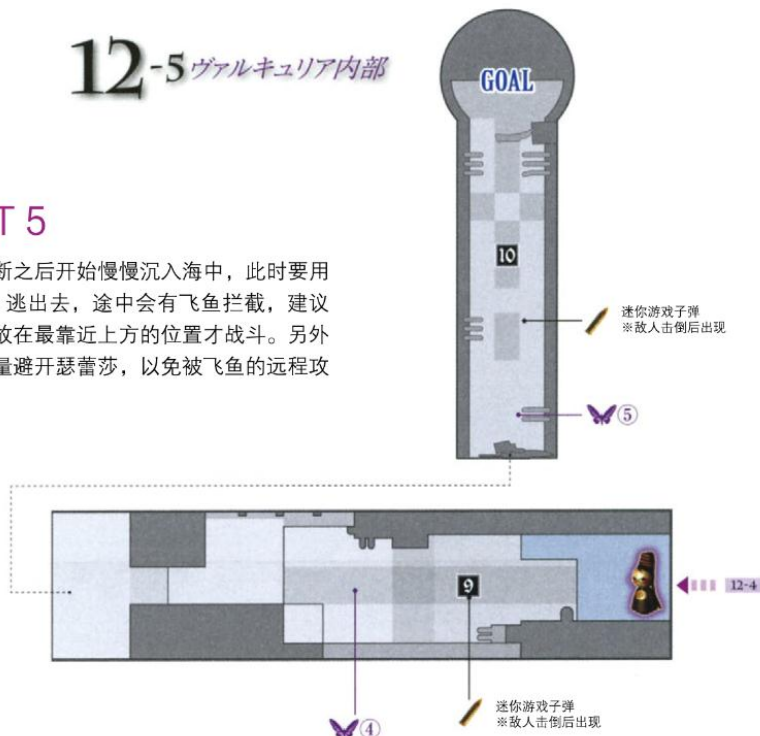 12-5ヴァルキュリア内部
GOAL
T 5
断之后开始慢慢沉入海中，此时要用
逃出去，途中会有飞鱼拦截，建议
放在最靠近上方的位置才战斗。另外
量避开瑟蕾莎，以免被飞鱼的远程攻
10
迷你游戏子弹
※敌人击倒后出现
⑤
9
12-4
④
迷你游戏子弹
※敌人击倒后出现